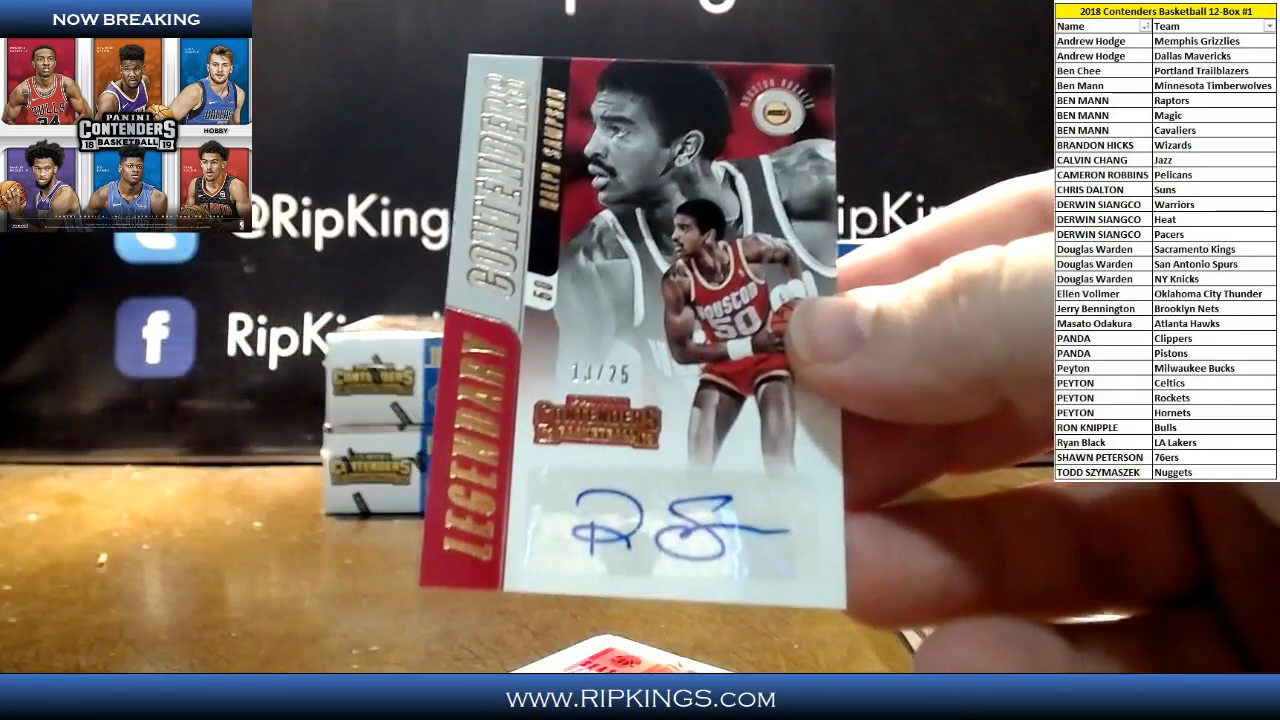 NOW BREAKING
PANINI
CONTENDERS
18 BASKETBALL 19
HOBBY
@RipKings
RipKin
RipKin
f
CONTENDERS
LEGENDARY
RALPH SAMPSON
50
HOUSTON ROCKETS
HOUSTON
50
/25
CONTENDERS
2018 Contenders Basketball 12-Box #1
Name Team
Andrew Hodge Memphis Grizzlies
Andrew Hodge Dallas Mavericks
Ben Chee Portland Trailblazers
Ben Mann Minnesota Timberwolves
BEN MANN Raptors
BEN MANN Magic
BEN MANN Cavaliers
BRANDON HICKS Wizards
CALVIN CHANG Jazz
CAMERON ROBBINS Pelicans
CHRIS DALTON Suns
DERWIN SIANGCO Warriors
DERWIN SIANGCO Heat
DERWIN SIANGCO Pacers
Douglas Warden Sacramento Kings
Douglas Warden San Antonio Spurs
Douglas Warden NY Knicks
Ellen Vollmer Oklahoma City Thunder
Jerry Bennington Brooklyn Nets
Masato Odakura Atlanta Hawks
PANDA Clippers
PANDA Pistons
Peyton Milwaukee Bucks
PEYTON Celtics
PEYTON Rockets
PEYTON Hornets
RON KNIPPLE Bulls
Ryan Black LA Lakers
SHAWN PETERSON 76ers
TODD SZYMASZEK Nuggets
WWW.RIPKINGS.COM